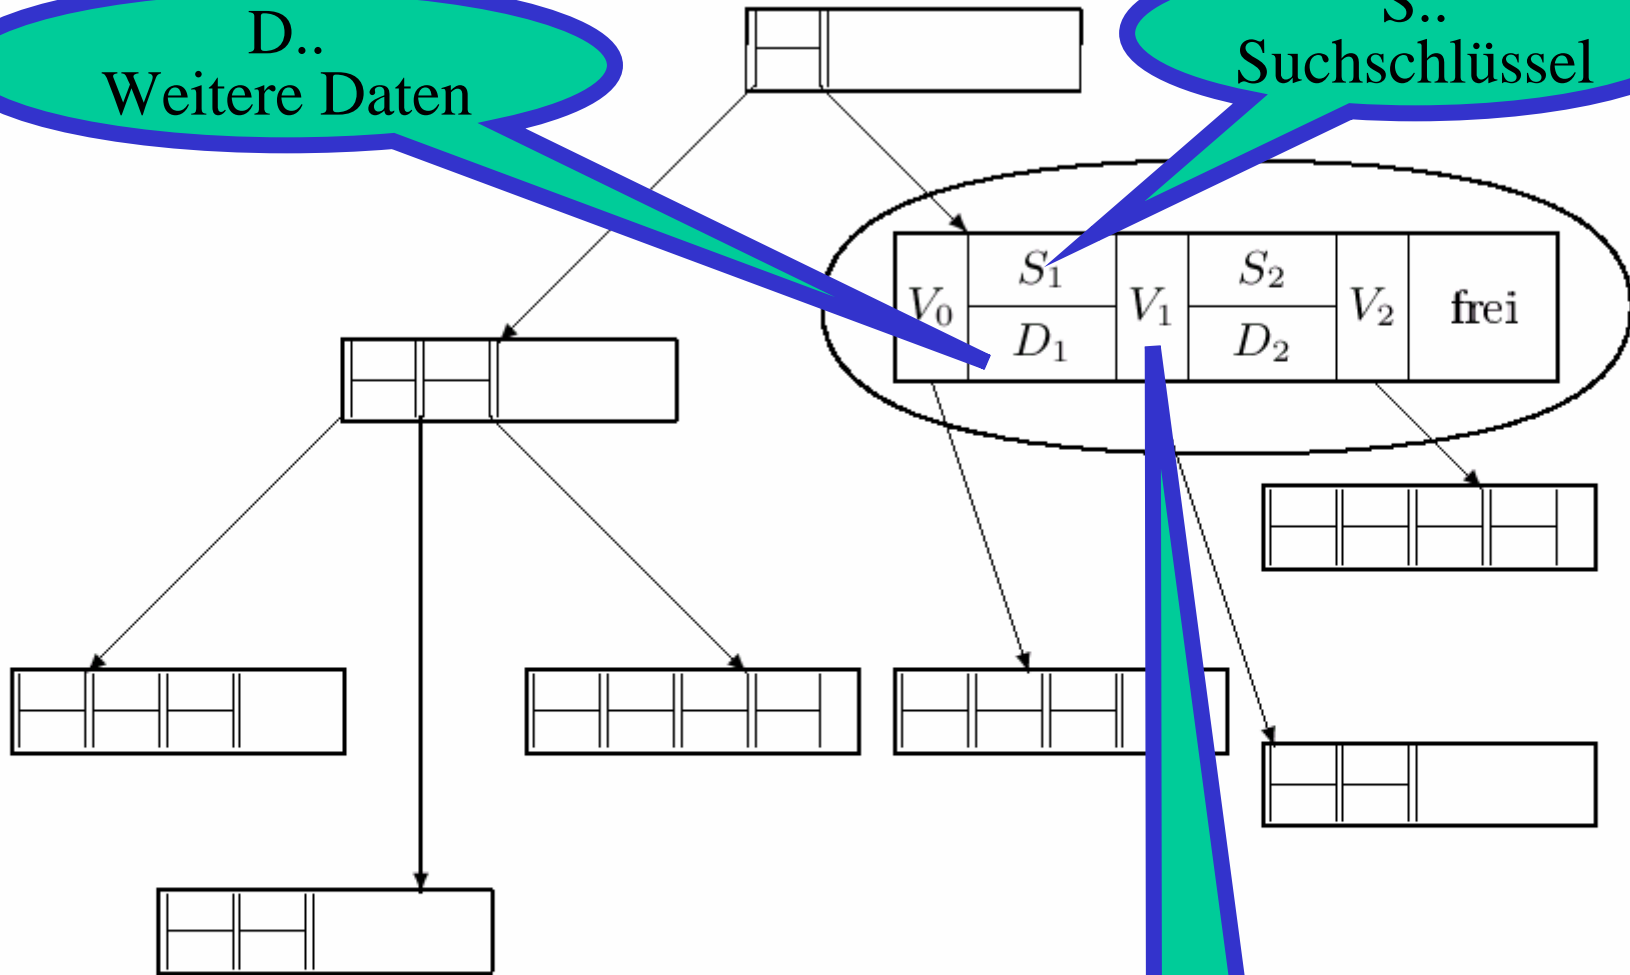 D..
Weitere Daten
S..
Suchschlüssel
V₀ S₁ V₁ S₂ V₂ frei
D₁ D₂